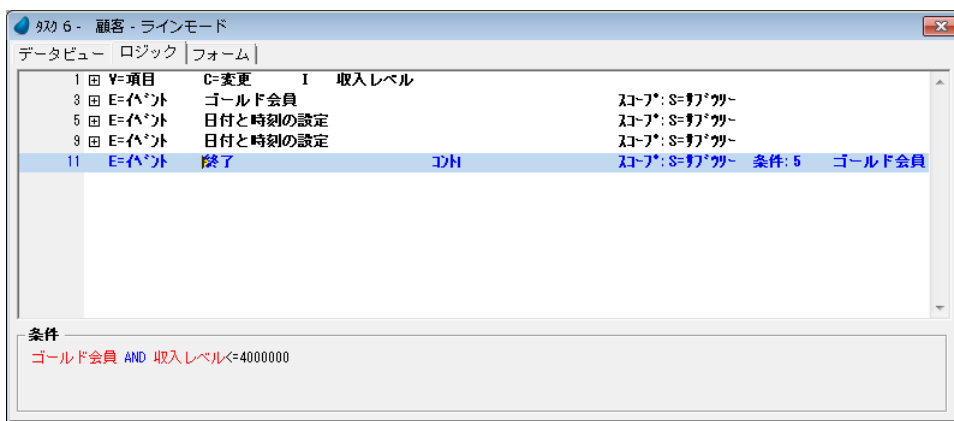 ﾀｽｸ 6 - 顧客 - ラインモード
データビュー ロジック フォーム
1 V=項目 C=変更 I 収入レベル
3 E=ｲﾍﾞﾝﾄ ゴールド会員 ｽｺｰﾌﾟ: S=ｻﾌﾞﾂﾘｰ
5 E=ｲﾍﾞﾝﾄ 日付と時刻の設定 ｽｺｰﾌﾟ: S=ｻﾌﾞﾂﾘｰ
9 E=ｲﾍﾞﾝﾄ 日付と時刻の設定 ｽｺｰﾌﾟ: S=ｻﾌﾞﾂﾘｰ
11 E=ｲﾍﾞﾝﾄ 終了 ｺﾝﾄﾛ ｽｺｰﾌﾟ: S=ｻﾌﾞﾂﾘｰ 条件: 5 ゴールド会員
条件
ゴールド会員 AND 収入レベル<=4000000